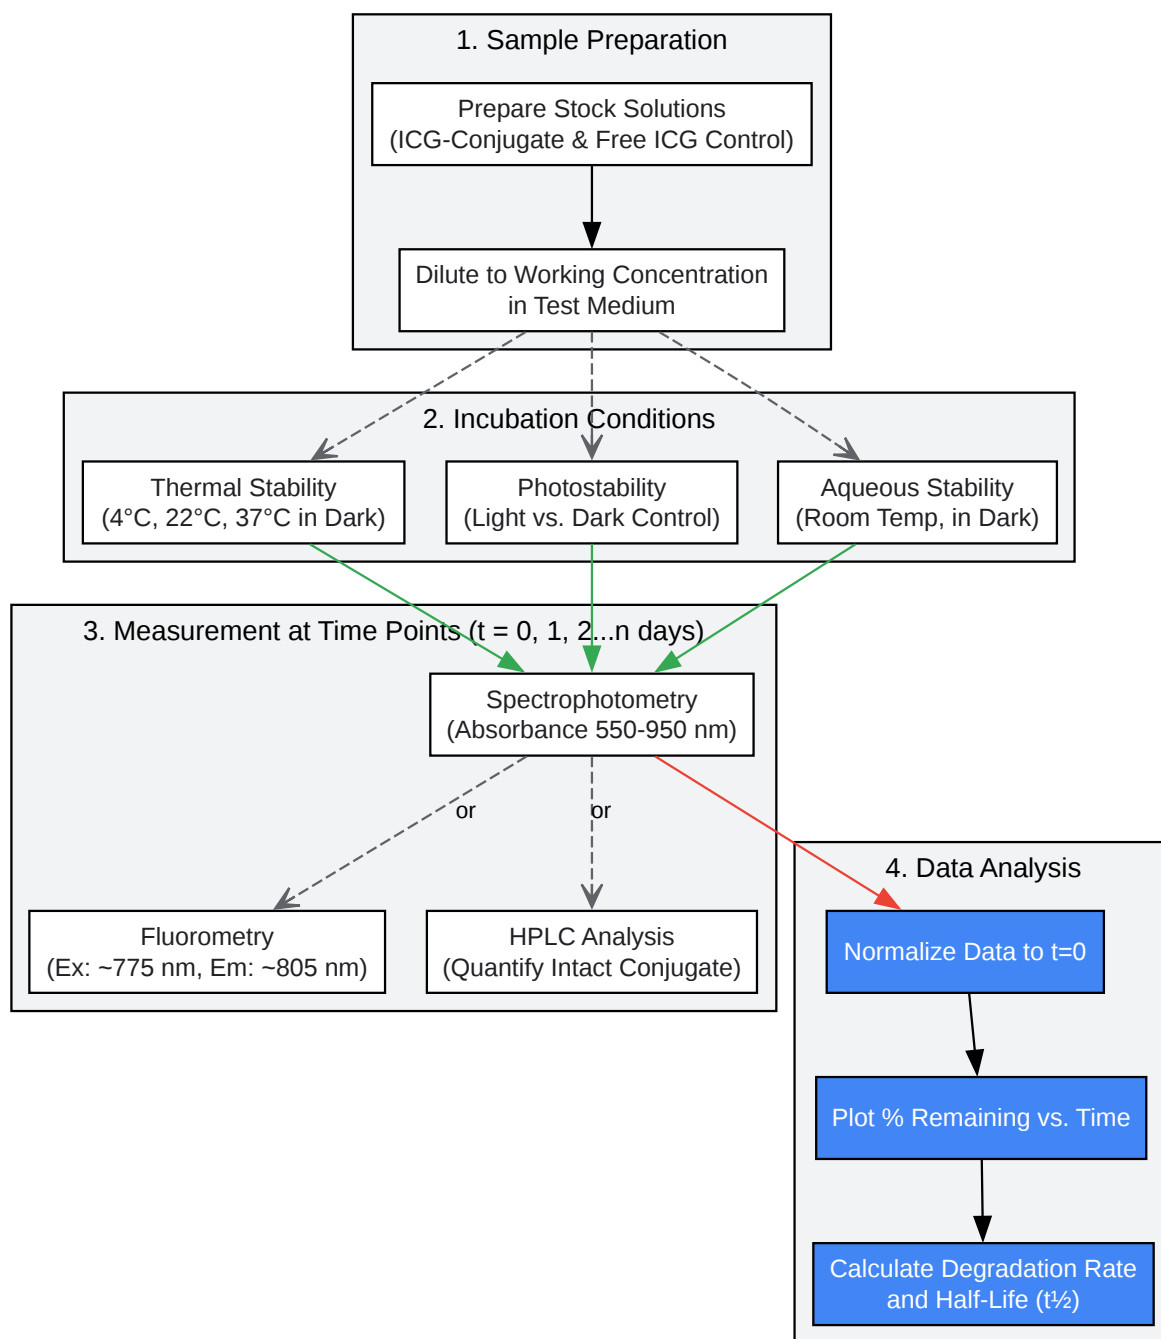 1. Sample Preparation
Prepare Stock Solutions
(ICG-Conjugate & Free ICG Control)
Dilute to Working Concentration
in Test Medium
2. Incubation Conditions
Thermal Stability
(4°C, 22°C, 37°C in Dark)
Photostability
(Light vs. Dark Control)
Aqueous Stability
(Room Temp, in Dark)
3. Measurement at Time Points (t = 0, 1, 2...n days)
Spectrophotometry
(Absorbance 550-950 nm)
or
or
Fluorometry
(Ex: ~775 nm, Em: ~805 nm)
HPLC Analysis
(Quantify Intact Conjugate)
4. Data Analysis
Normalize Data to t=0
Plot % Remaining vs. Time
Calculate Degradation Rate
and Half-Life (t½)